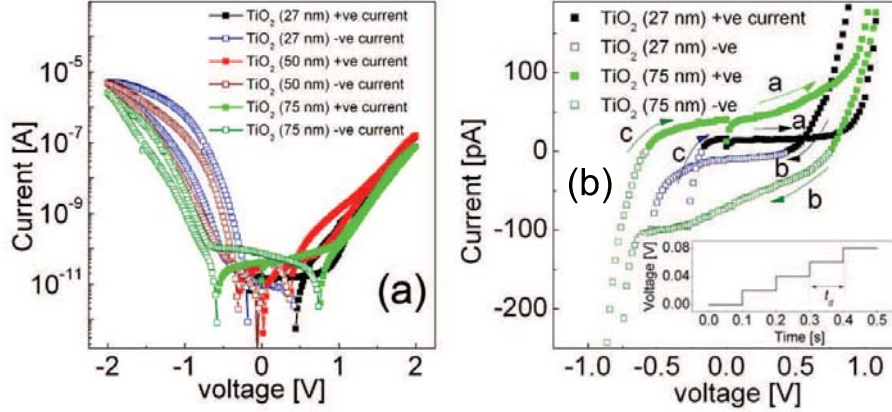 TiO2 (27 nm) +ve current
TiO2 (27 nm) -ve current
TiO2 (50 nm) +ve current
TiO2 (50 nm) -ve current
TiO2 (75 nm) +ve current
TiO2 (75 nm) -ve current
Current [A]
10-5
10-7
10-9
10-11
(a)
-2
-1
0
1
2
voltage [V]
TiO2 (27 nm) +ve current
TiO2 (27 nm) -ve
TiO2 (75 nm) +ve
TiO2 (75 nm) -ve
Current [pA]
100
0
-100
-200
a
a
c
c
b
b
(b)
Voltage [V]
0.08
0.04
0.00
td
0.0 0.1 0.2 0.3 0.4 0.5
Time [s]
-1.0
-0.5
0.0
0.5
1.0
voltage [V]